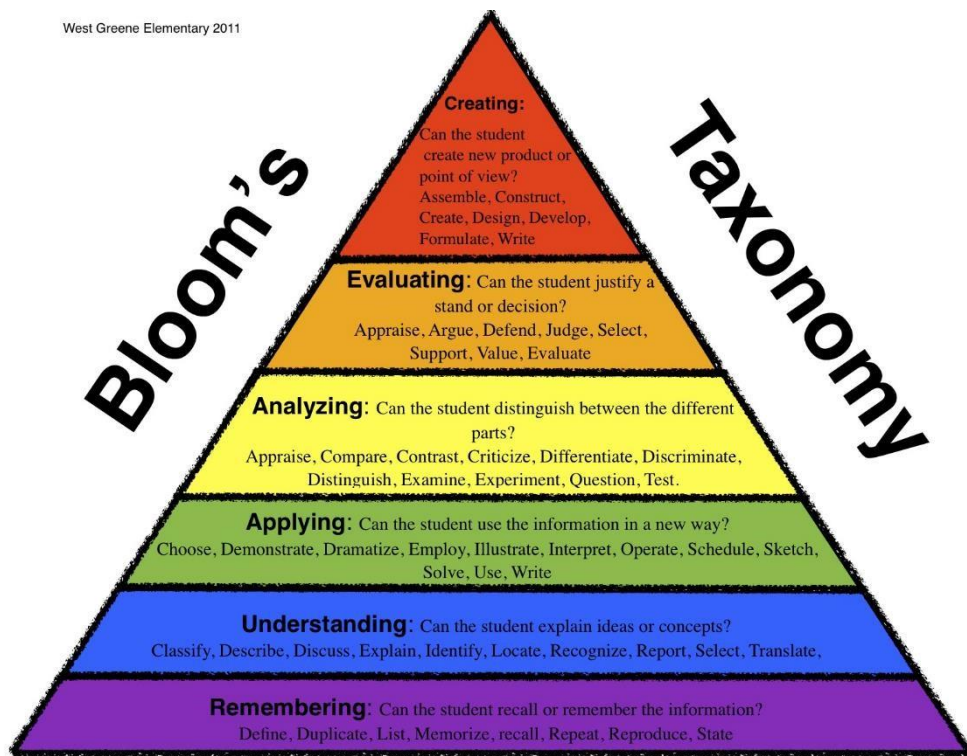 West Greene Elementary 2011
Bloom's
Taxonomy
Creating:
Can the student
create new product or
point of view?
Assemble, Construct,
Create, Design, Develop,
Formulate, Write
Evaluating: Can the student justify a
stand or decision?
Appraise, Argue, Defend, Judge, Select,
Support, Value, Evaluate
Analyzing: Can the student distinguish between the different
parts?
Appraise, Compare, Contrast, Criticize, Differentiate, Discriminate,
Distinguish, Examine, Experiment, Question, Test.
Applying: Can the student use the information in a new way?
Choose, Demonstrate, Dramatize, Employ, Illustrate, Interpret, Operate, Schedule, Sketch,
Solve, Use, Write
Understanding: Can the student explain ideas or concepts?
Classify, Describe, Discuss, Explain, Identify, Locate, Recognize, Report, Select, Translate,
Remembering: Can the student recall or remember the information?
Define, Duplicate, List, Memorize, recall, Repeat, Reproduce, State